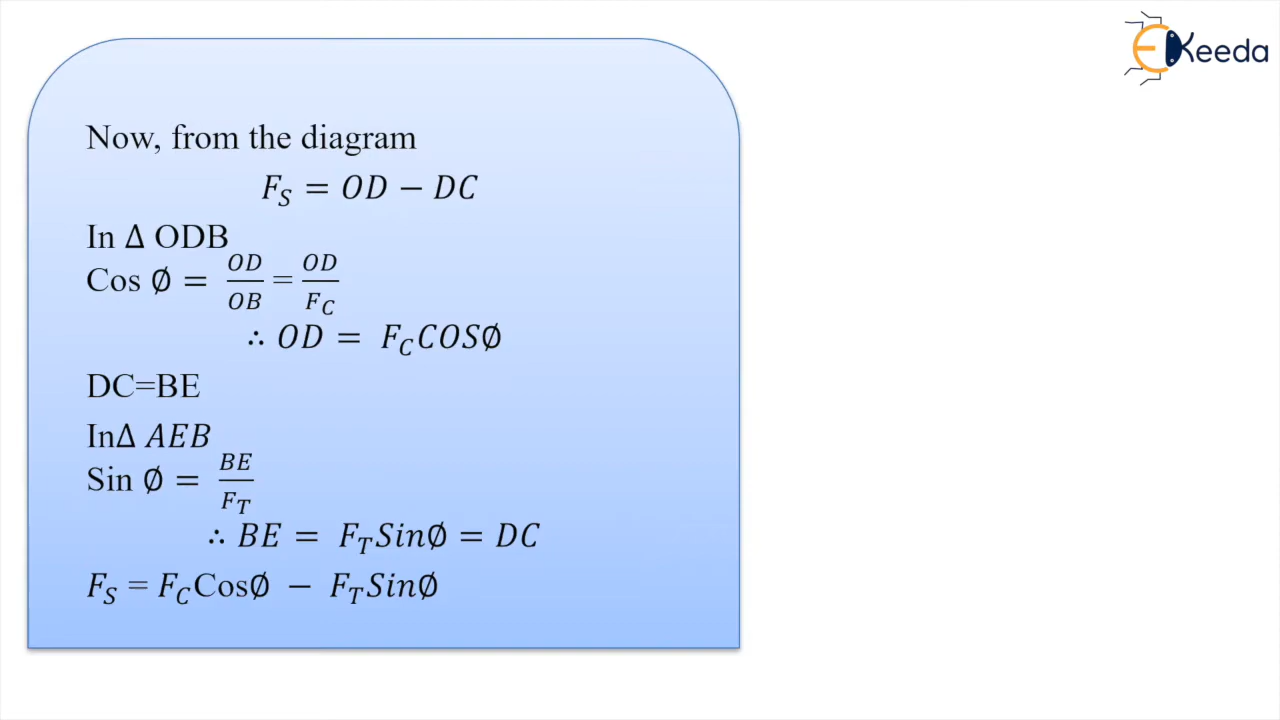 EKeeda
Now, from the diagram
F_S = OD − DC
In Δ ODB
Cos ∅ = OD/OB = OD/F_C
∴ OD = F_C COS∅
DC=BE
InΔ AEB
Sin ∅ = BE/F_T
∴ BE = F_T Sin∅ = DC
F_S = F_C Cos∅ − F_T Sin∅